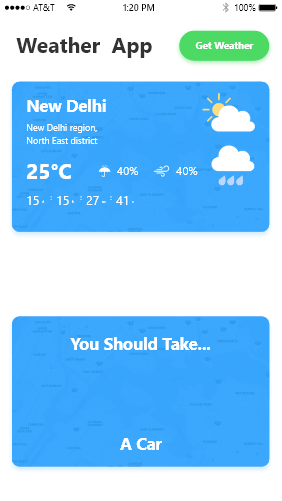 AT&T 1:20 PM 100%
Weather App
Get Weather
New Delhi
New Delhi region,
North East district
25°C 40% 40%
15 : 15 : 27 : 41
You Should Take...
A Car